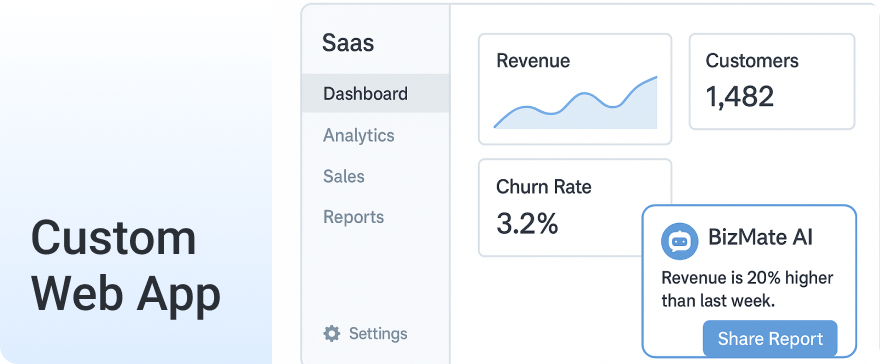 Custom
Web App
Saas
Dashboard
Analytics
Sales
Reports
Settings
Revenue
Customers
1,482
Churn Rate
3.2%
BizMate AI
Revenue is 20% higher
than last week.
Share Report